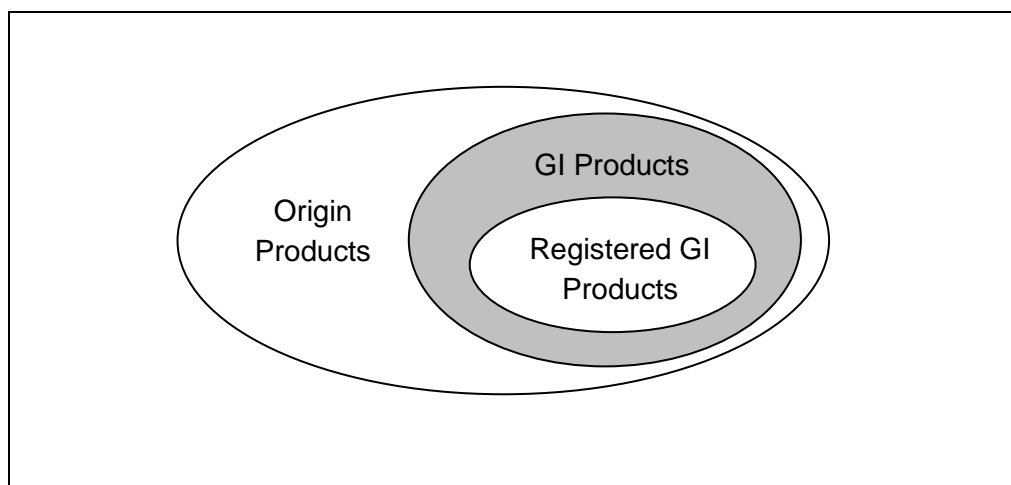 GI Products
Origin
Products
Registered GI
Products